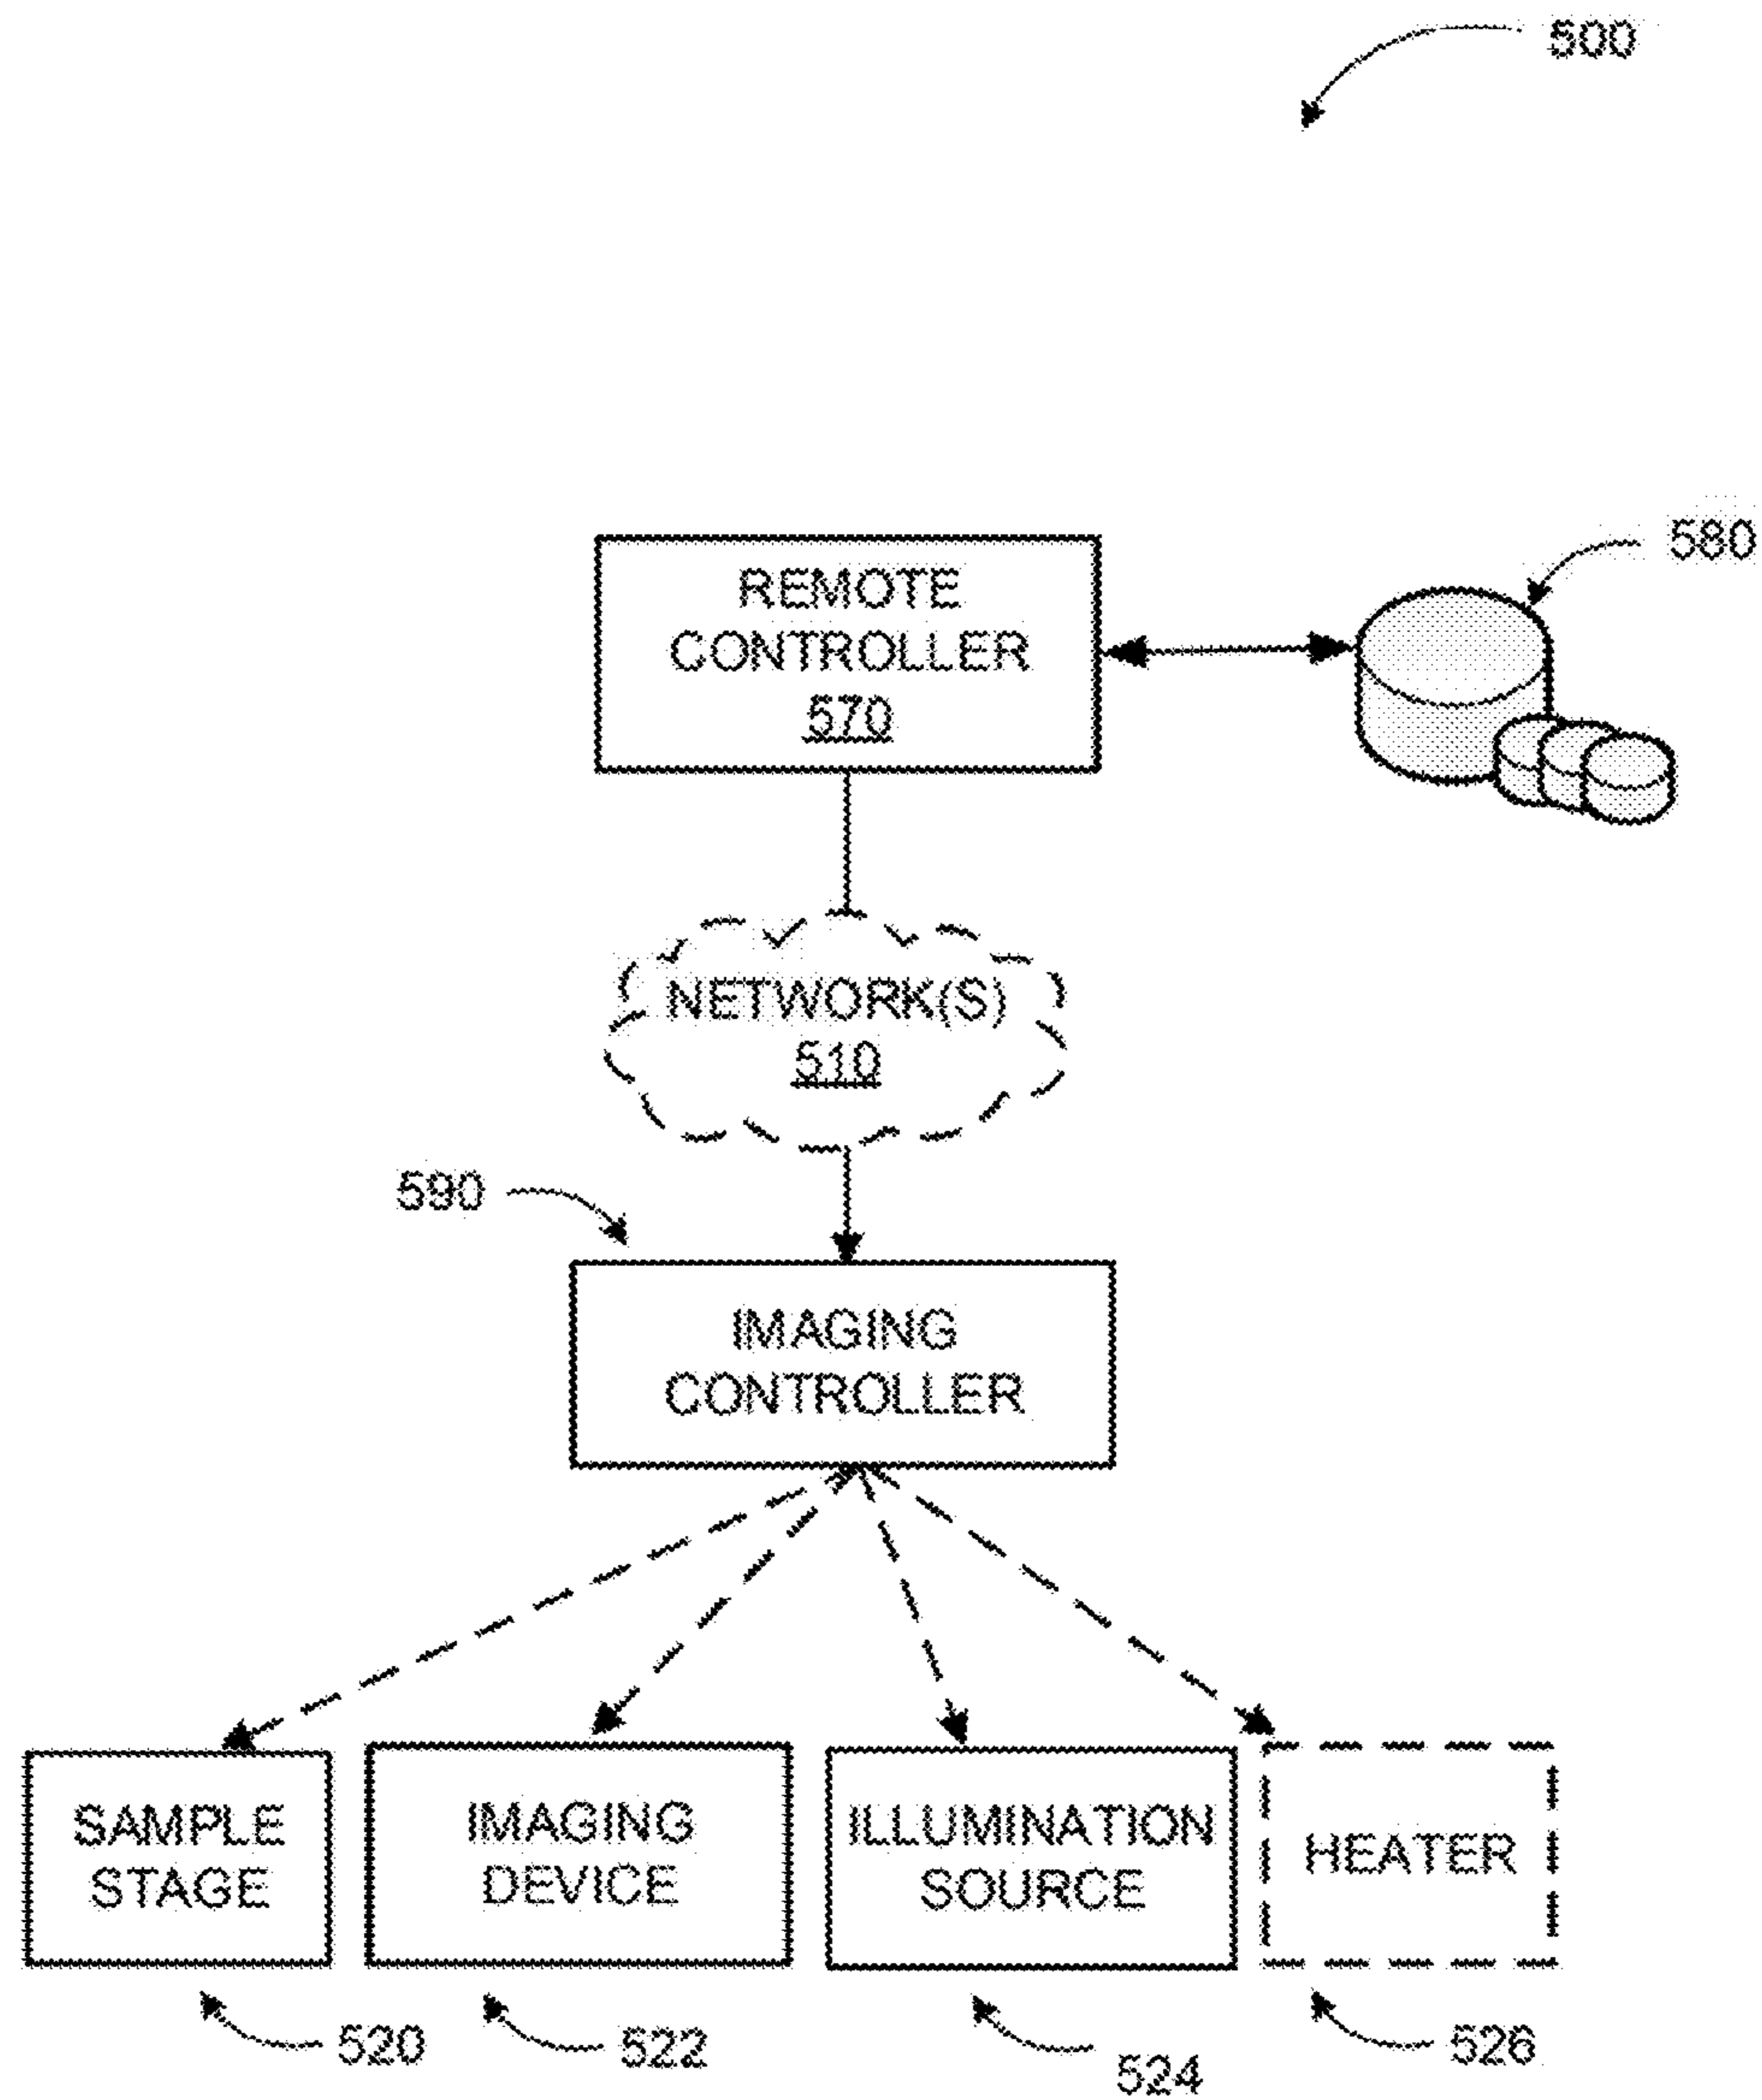 500
580
REMOTE
CONTROLLER
570
NETWORK(S)
510
590
IMAGING
CONTROLLER
SAMPLE
STAGE
IMAGING
DEVICE
ILLUMINATION
SOURCE
HEATER
520
522
524
526